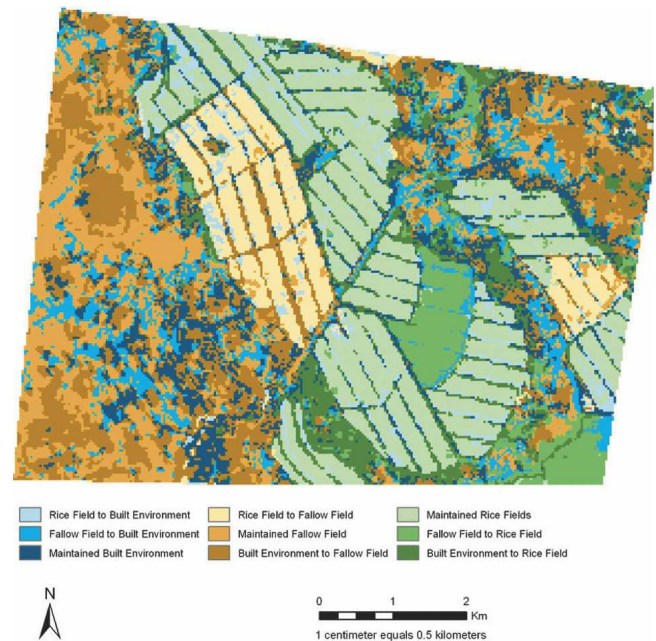 Rice Field to Built Environment
Rice Field to Fallow Field
Maintained Rice Fields
Fallow Field to Built Environment
Maintained Fallow Field
Fallow Field to Rice Field
Maintained Built Environment
Built Environment to Fallow Field
Built Environment to Rice Field
N
0 1 2
Km
1 centimeter equals 0.5 kilometers